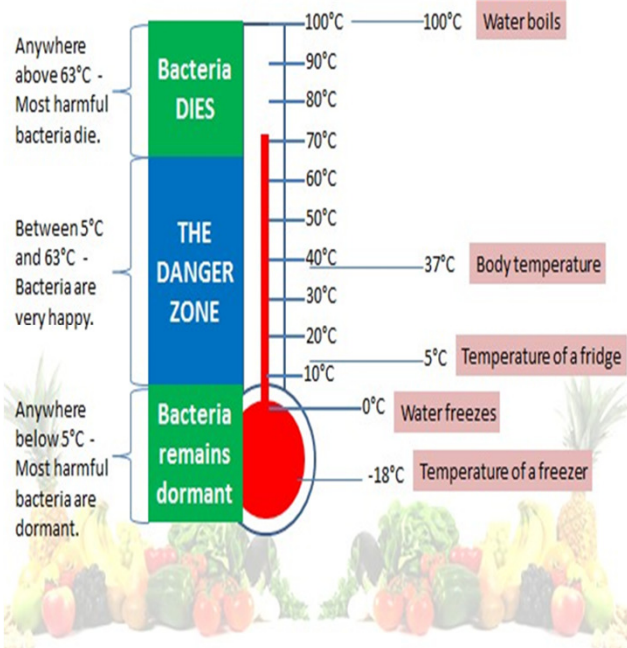 Anywhere
above 63°C -
Most harmful
bacteria die.
Bacteria
DIES
100°C
90°C
80°C
70°C
60°C
50°C
40°C
30°C
20°C
10°C
0°C
-18°C
100°C
Water boils
37°C
Body temperature
5°C
Temperature of a fridge
Water freezes
Temperature of a freezer
Between 5°C
and 63°C -
Bacteria are
very happy.
THE
DANGER
ZONE
Anywhere
below 5°C -
Most harmful
bacteria are
dormant.
Bacteria
remains
dormant